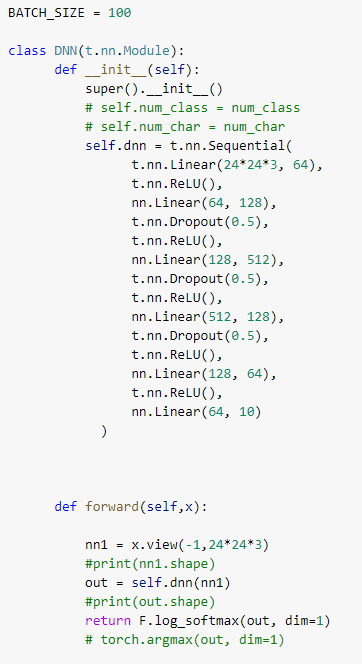 BATCH_SIZE = 100
class DNN(t.nn.Module):
def __init__(self):
super().__init__()
# self.num_class = num_class
# self.num_char = num_char
self.dnn = t.nn.Sequential(
t.nn.Linear(24*24*3, 64),
t.nn.ReLU(),
nn.Linear(64, 128),
t.nn.Dropout(0.5),
t.nn.ReLU(),
nn.Linear(128, 512),
t.nn.Dropout(0.5),
t.nn.ReLU(),
nn.Linear(512, 128),
t.nn.Dropout(0.5),
t.nn.ReLU(),
nn.Linear(128, 64),
t.nn.ReLU(),
nn.Linear(64, 10)
)
def forward(self,x):
nn1 = x.view(-1,24*24*3)
#print(nn1.shape)
out = self.dnn(nn1)
#print(out.shape)
return F.log_softmax(out, dim=1)
# torch.argmax(out, dim=1)